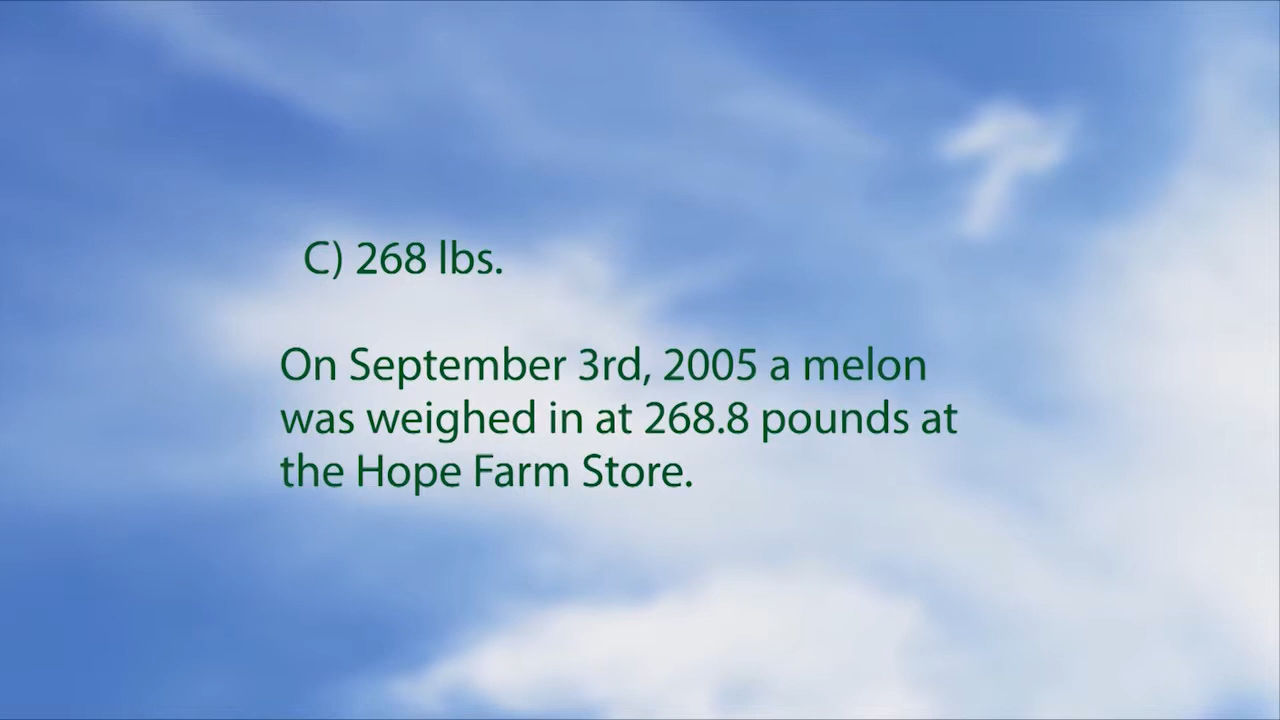 C) 268 lbs.
On September 3rd, 2005 a melon
was weighed in at 268.8 pounds at
the Hope Farm Store.